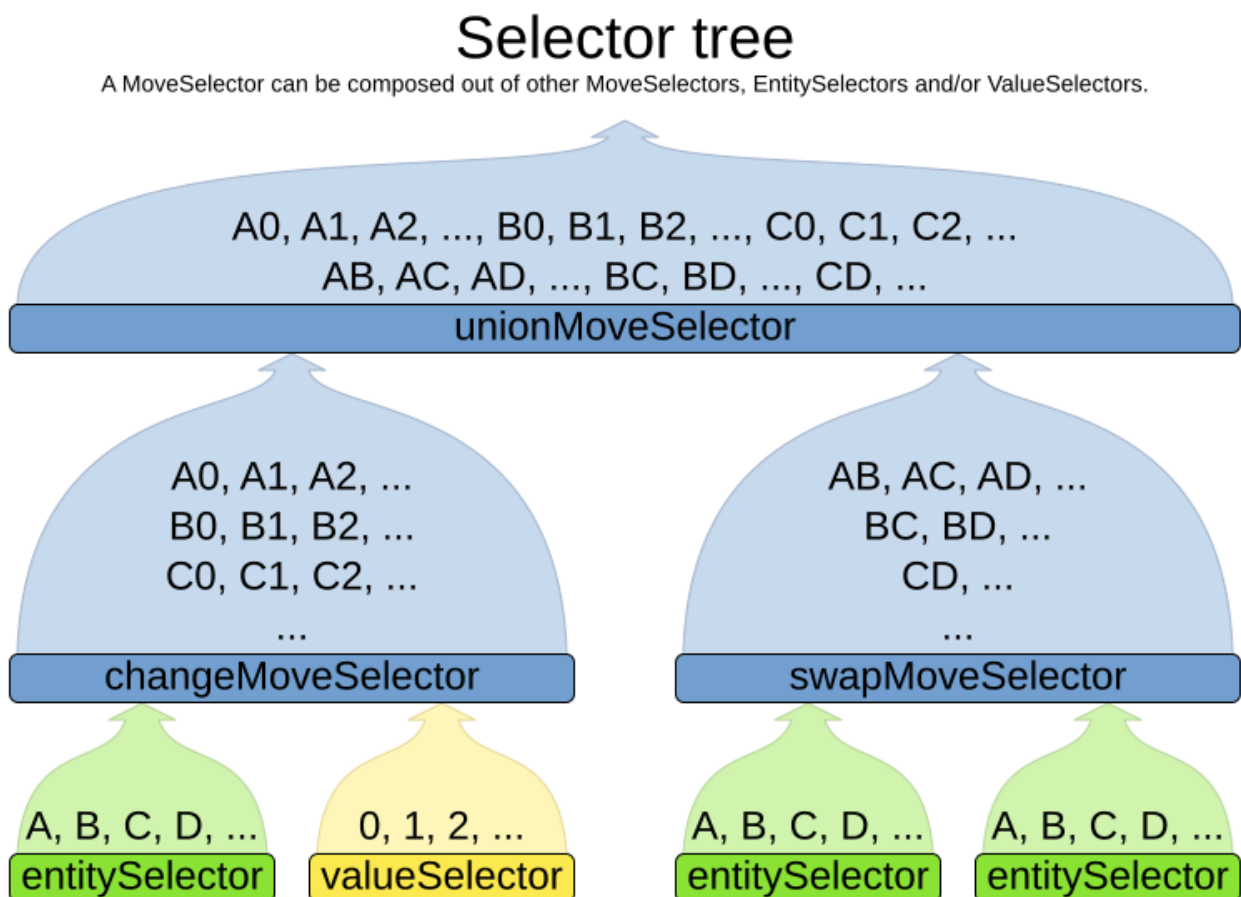 Selector tree
A MoveSelector can be composed out of other MoveSelectors, EntitySelectors and/or ValueSelectors.
A0, A1, A2, ..., B0, B1, B2, ..., C0, C1, C2, ...
AB, AC, AD, ..., BC, BD, ..., CD, ...
unionMoveSelector
A0, A1, A2, ...
B0, B1, B2, ...
C0, C1, C2, ...
...
changeMoveSelector
AB, AC, AD, ...
BC, BD, ...
CD, ...
...
swapMoveSelector
A, B, C, D, ...
entitySelector
0, 1, 2, ...
valueSelector
A, B, C, D, ...
entitySelector
A, B, C, D, ...
entitySelector